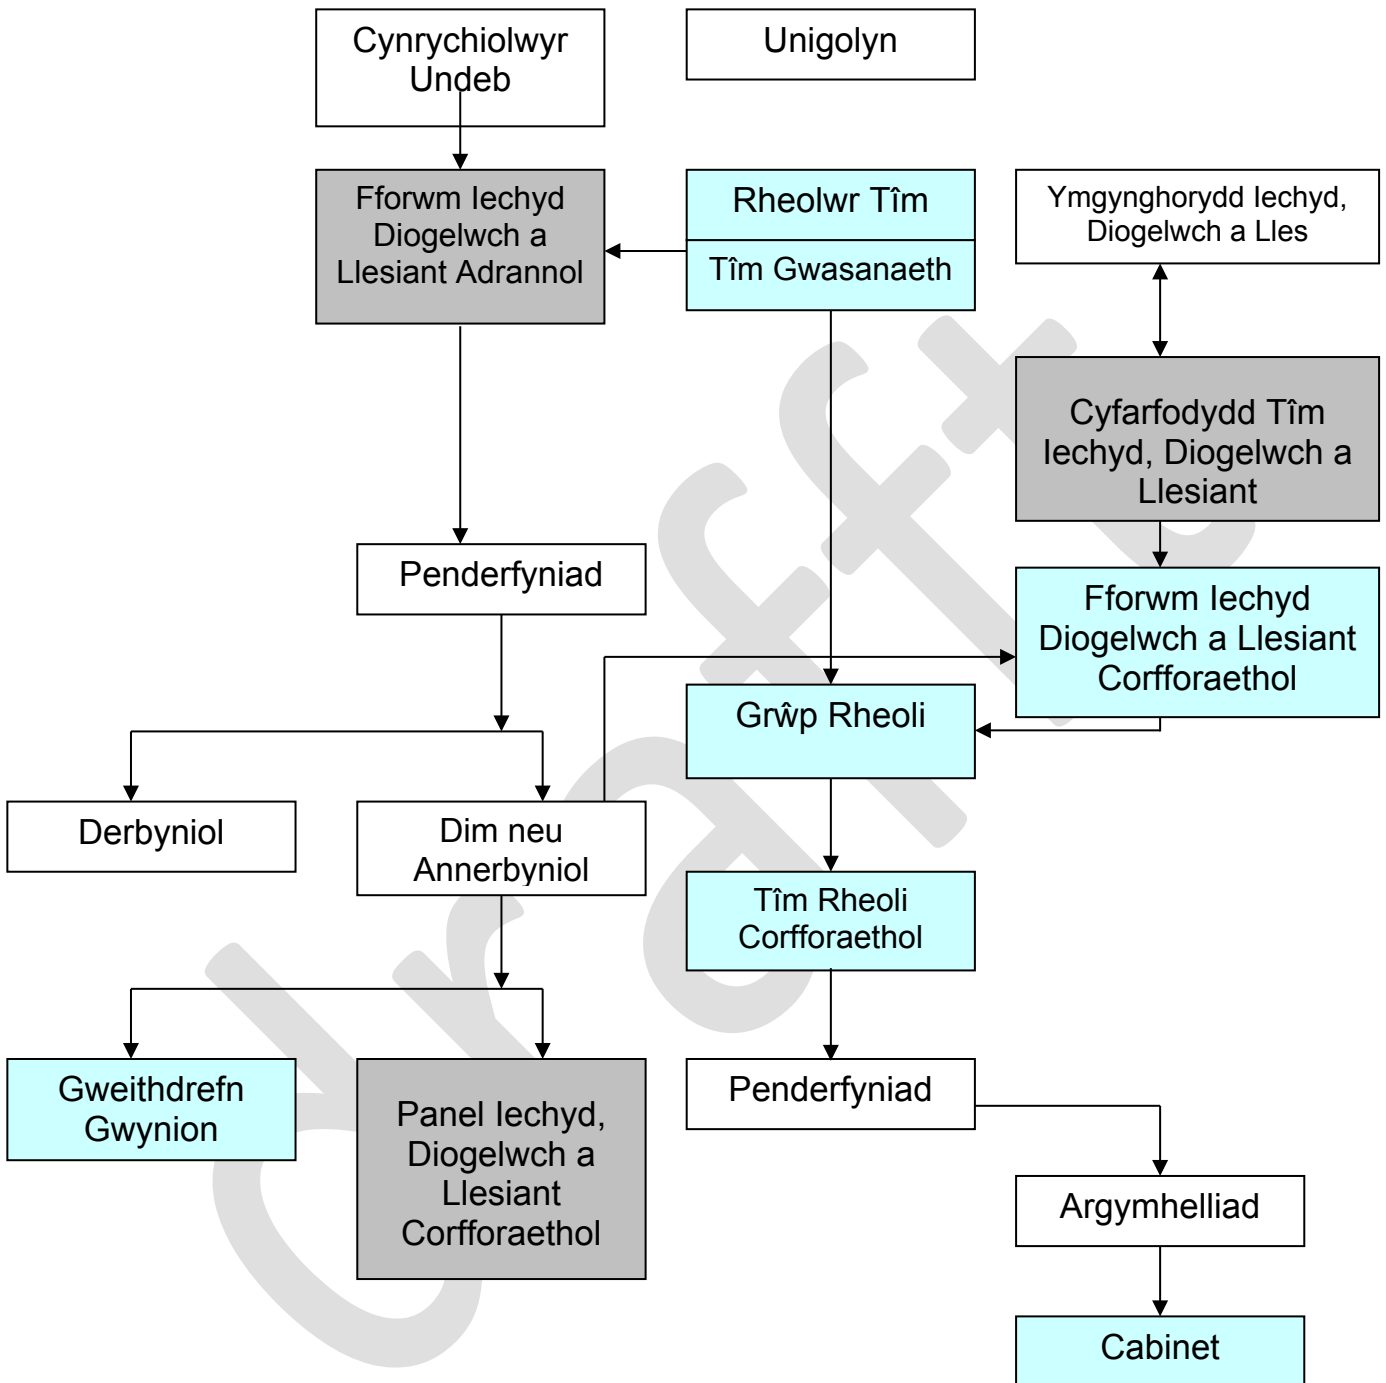 Cynrychiolwyr
Undeb
Unigolyn
Fforwm Iechyd
Diogelwch a
Llesiant Adrannol
Rheolwr Tîm
Tîm Gwasanaeth
Ymgynghorydd Iechyd,
Diogelwch a Lles
Cyfarfodydd Tîm
Iechyd, Diogelwch a
Llesiant
Penderfyniad
Fforwm Iechyd
Diogelwch a Llesiant
Corfforaethol
Grŵp Rheoli
Derbyniol
Dim neu
Annerbyniol
Tîm Rheoli
Corfforaethol
Gweithdrefn
Gwynion
Panel Iechyd,
Diogelwch a
Llesiant
Corfforaethol
Penderfyniad
Argymhelliad
Cabinet
drafft